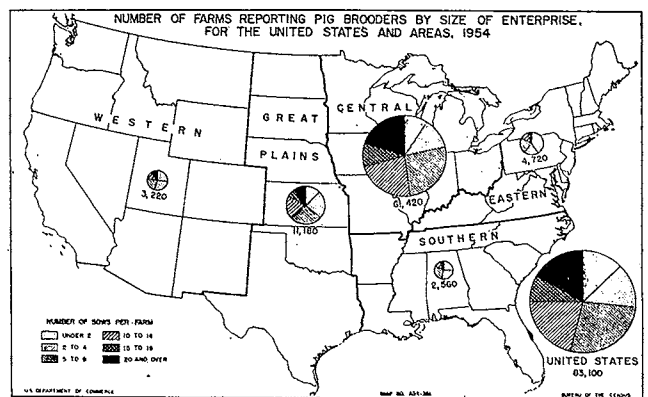 NUMBER OF FARMS REPORTING PIG BROODERS BY SIZE OF ENTERPRISE,
FOR THE UNITED STATES AND AREAS, 1954
WESTERN
GREAT
PLAINS
CENTRAL
EASTERN
SOUTHERN
3,220
11,180
61,420
4,720
2,560
UNITED STATES
83,100
NUMBER OF SOWS PER FARM
UNDER 2
2 TO 4
5 TO 9
10 TO 14
15 TO 19
20 AND OVER
U.S. DEPARTMENT OF COMMERCE
MAP NO. A54-
BUREAU OF THE CENSUS